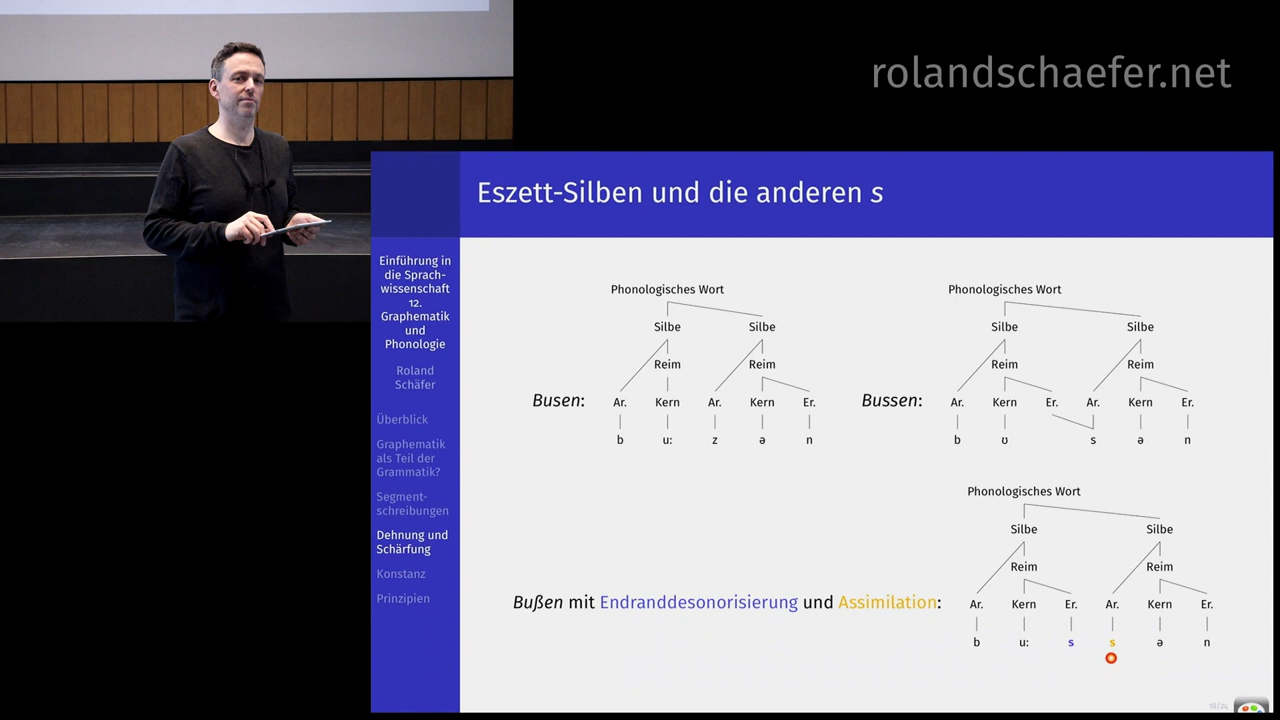 rolandschaefer.net
Eszett-Silben und die anderen s
Einführung in
die Sprach-
wissenschaft
12.
Graphematik
und
Phonologie
Roland
Schäfer
Überblick
Graphematik
als Teil der
Grammatik?
Segment-
schreibungen
Dehnung und
Schärfung
Konstanz
Prinzipien
Phonologisches Wort
Silbe Silbe
Reim Reim
Busen: Ar. Kern Ar. Kern Er.
b u: z ə n
Phonologisches Wort
Silbe Silbe
Reim Reim
Bussen: Ar. Kern Er. Ar. Kern Er.
b ʊ s ə n
Phonologisches Wort
Silbe Silbe
Reim Reim
Bußen mit Endranddesonorisierung und Assimilation: Ar. Kern Er. Ar. Kern Er.
b u: s s ə n
18/24